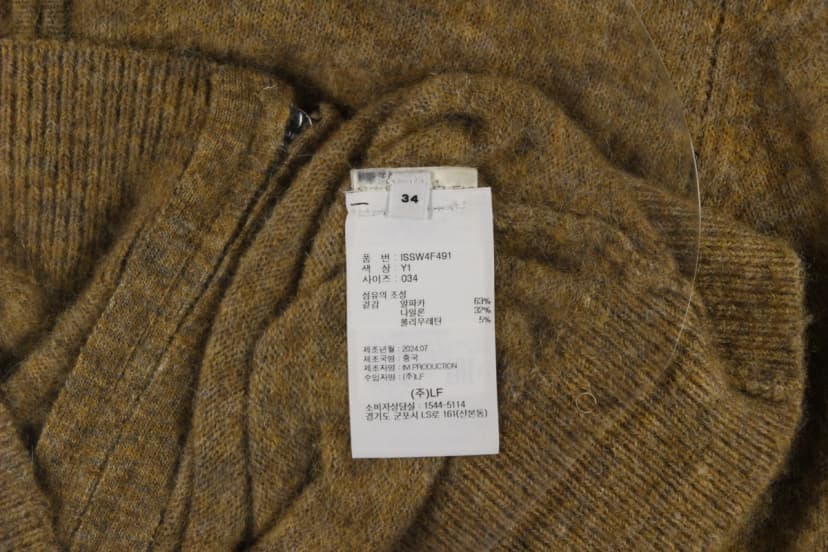 34
품 번 : ISSW4F491
색 상 : Y1
사이즈 : 034
섬유의 조성
겉감 알파카 63%
나일론 32%
폴리우레탄 5%
제조년월 : 2024.07
제조국명 : 중국
제조자명 : IM PRODUCTION
수입자명 : (주)LF
(주)LF
소비자상담실 : 1544-5114
경기도 군포시 LS로 161(산본동)